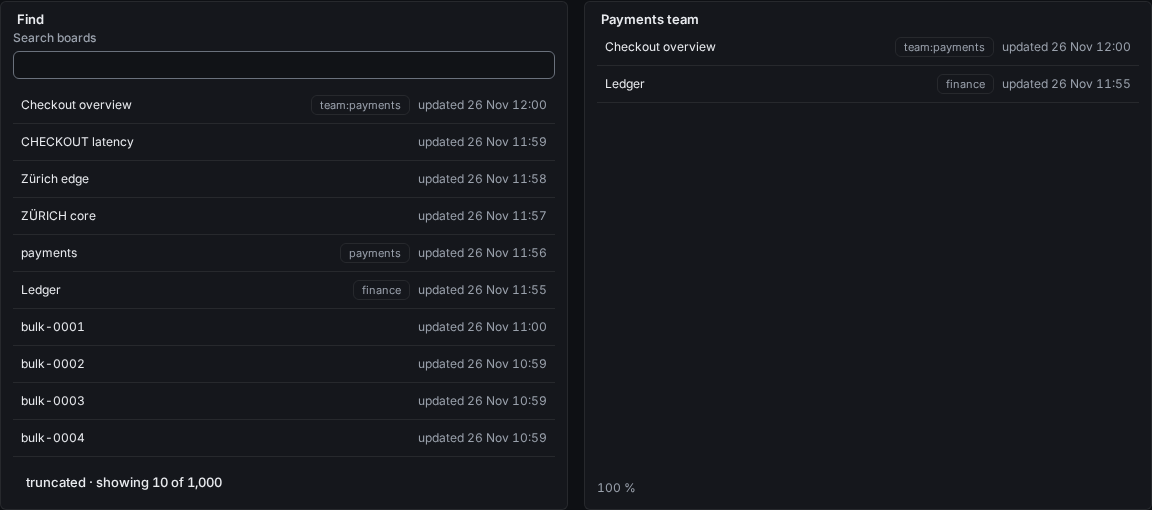 Find
Search boards
Checkout overview team:payments updated 26 Nov 12:00
CHECKOUT latency updated 26 Nov 11:59
Zürich edge updated 26 Nov 11:58
ZÜRICH core updated 26 Nov 11:57
payments payments updated 26 Nov 11:56
Ledger finance updated 26 Nov 11:55
bulk-0001 updated 26 Nov 11:00
bulk-0002 updated 26 Nov 10:59
bulk-0003 updated 26 Nov 10:59
bulk-0004 updated 26 Nov 10:59
truncated · showing 10 of 1,000
Payments team
Checkout overview team:payments updated 26 Nov 12:00
Ledger finance updated 26 Nov 11:55
100 %